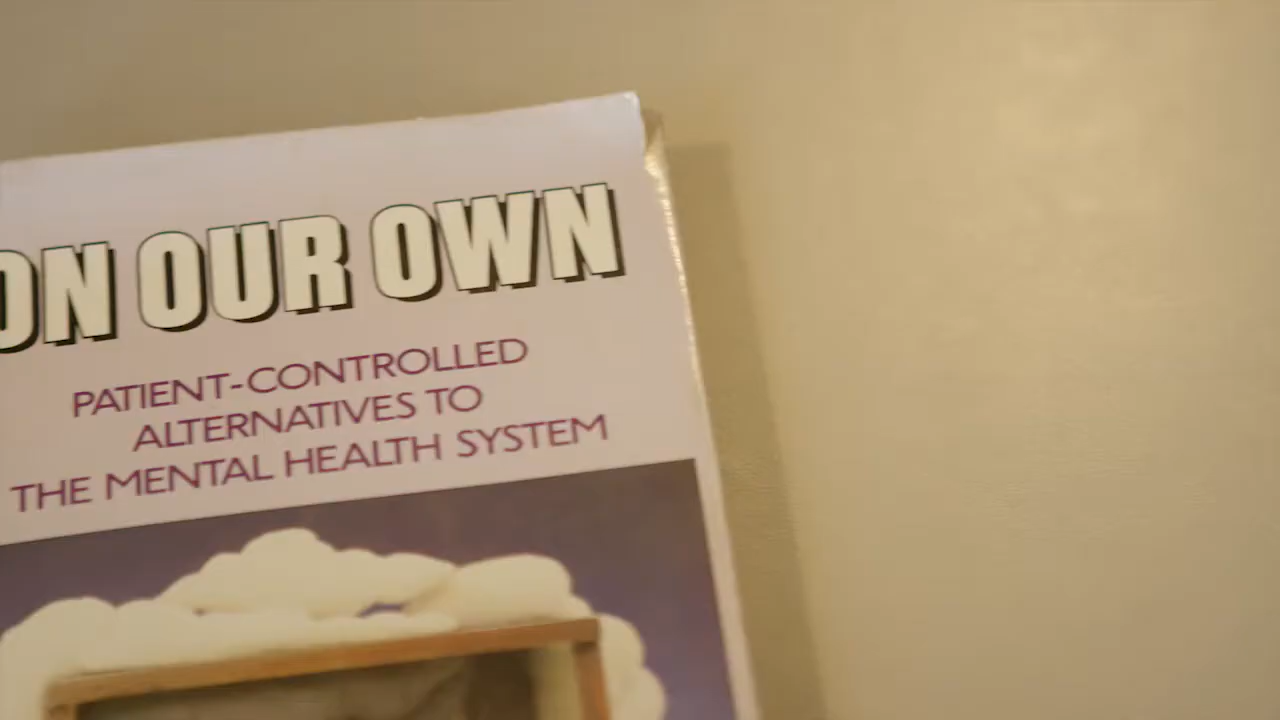 ON OUR OWN
PATIENT-CONTROLLED
ALTERNATIVES TO
THE MENTAL HEALTH SYSTEM